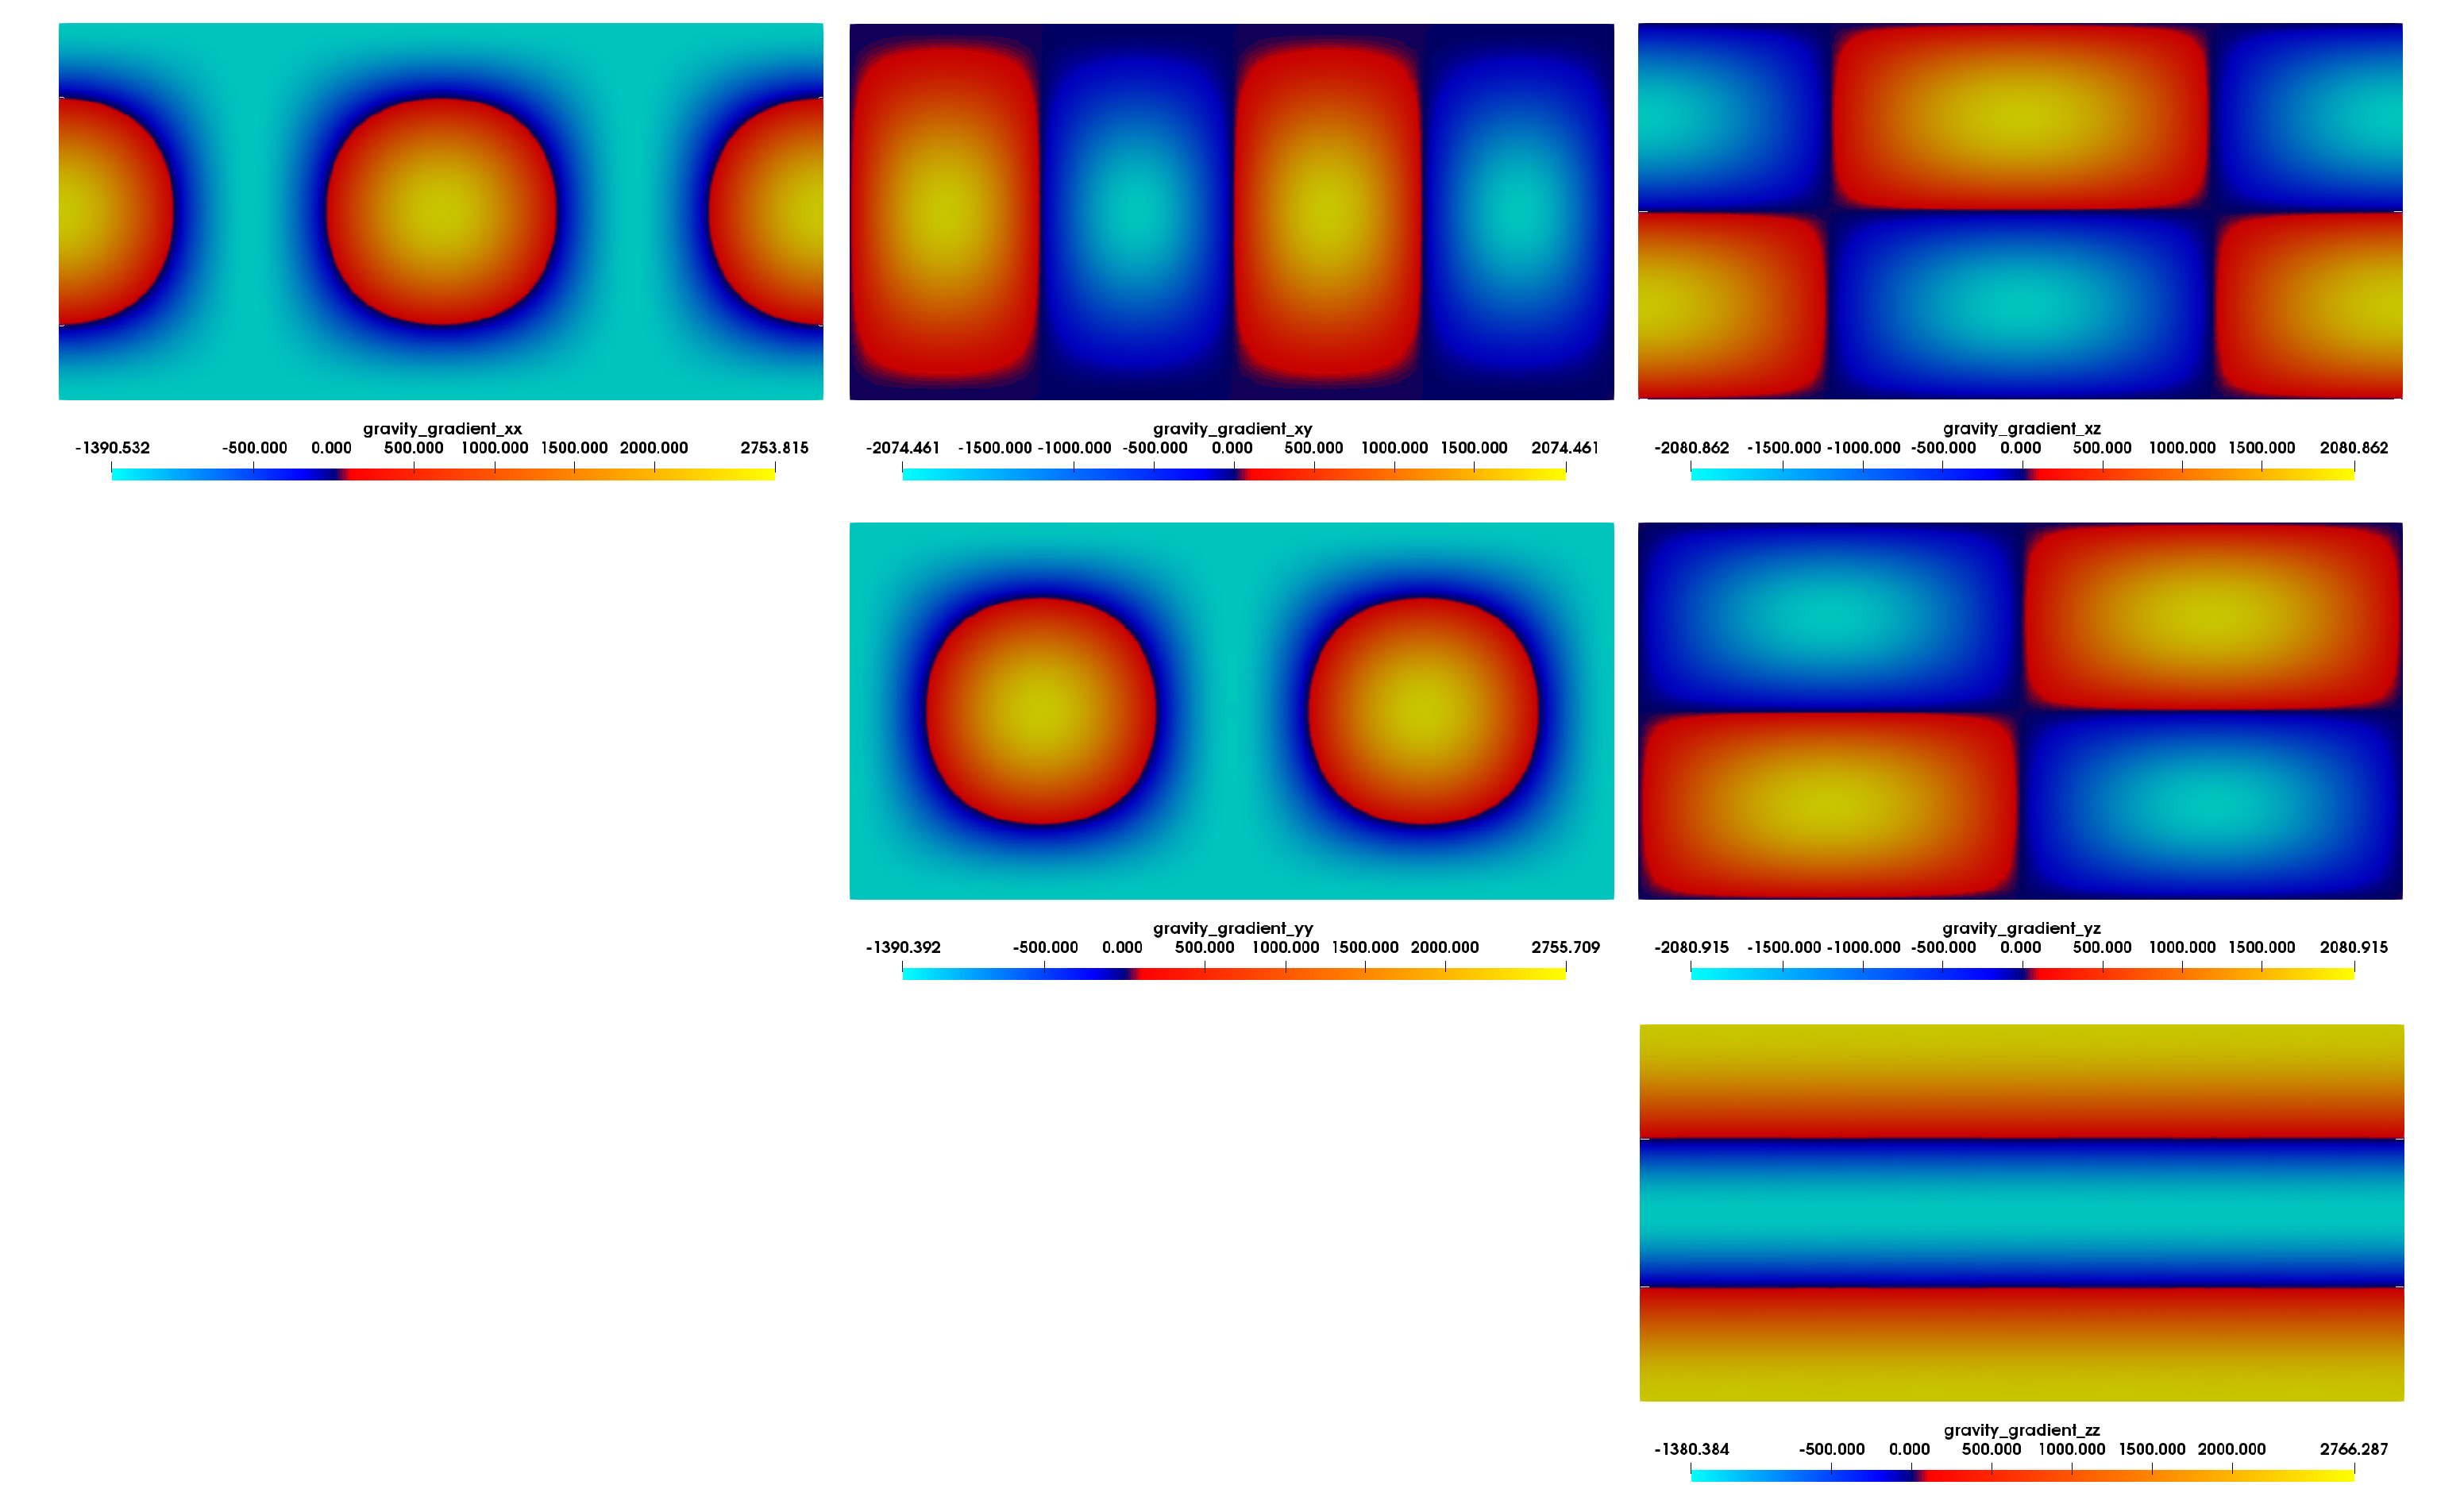 gravity_gradient_xx
-1390.532 -500.000 0.000 500.000 1000.000 1500.000 2000.000 2753.815
gravity_gradient_xy
-2074.461 -1500.000 -1000.000 -500.000 0.000 500.000 1000.000 1500.000 2074.461
gravity_gradient_xz
-2080.862 -1500.000 -1000.000 -500.000 0.000 500.000 1000.000 1500.000 2080.862
gravity_gradient_yy
-1390.392 -500.000 0.000 500.000 1000.000 1500.000 2000.000 2755.709
gravity_gradient_yz
-2080.915 -1500.000 -1000.000 -500.000 0.000 500.000 1000.000 1500.000 2080.915
gravity_gradient_zz
-1380.384 -500.000 0.000 500.000 1000.000 1500.000 2000.000 2766.287